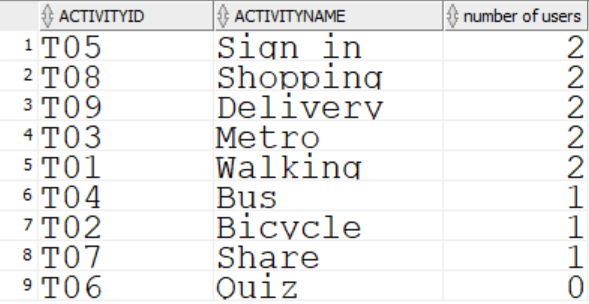 ACTIVITYID ACTIVITYNAME number of users
1 T05 Sign in 2
2 T08 Shopping 2
3 T09 Delivery 2
4 T03 Metro 2
5 T01 Walking 2
6 T04 Bus 1
7 T02 Bicycle 1
8 T07 Share 1
9 T06 Quiz 0